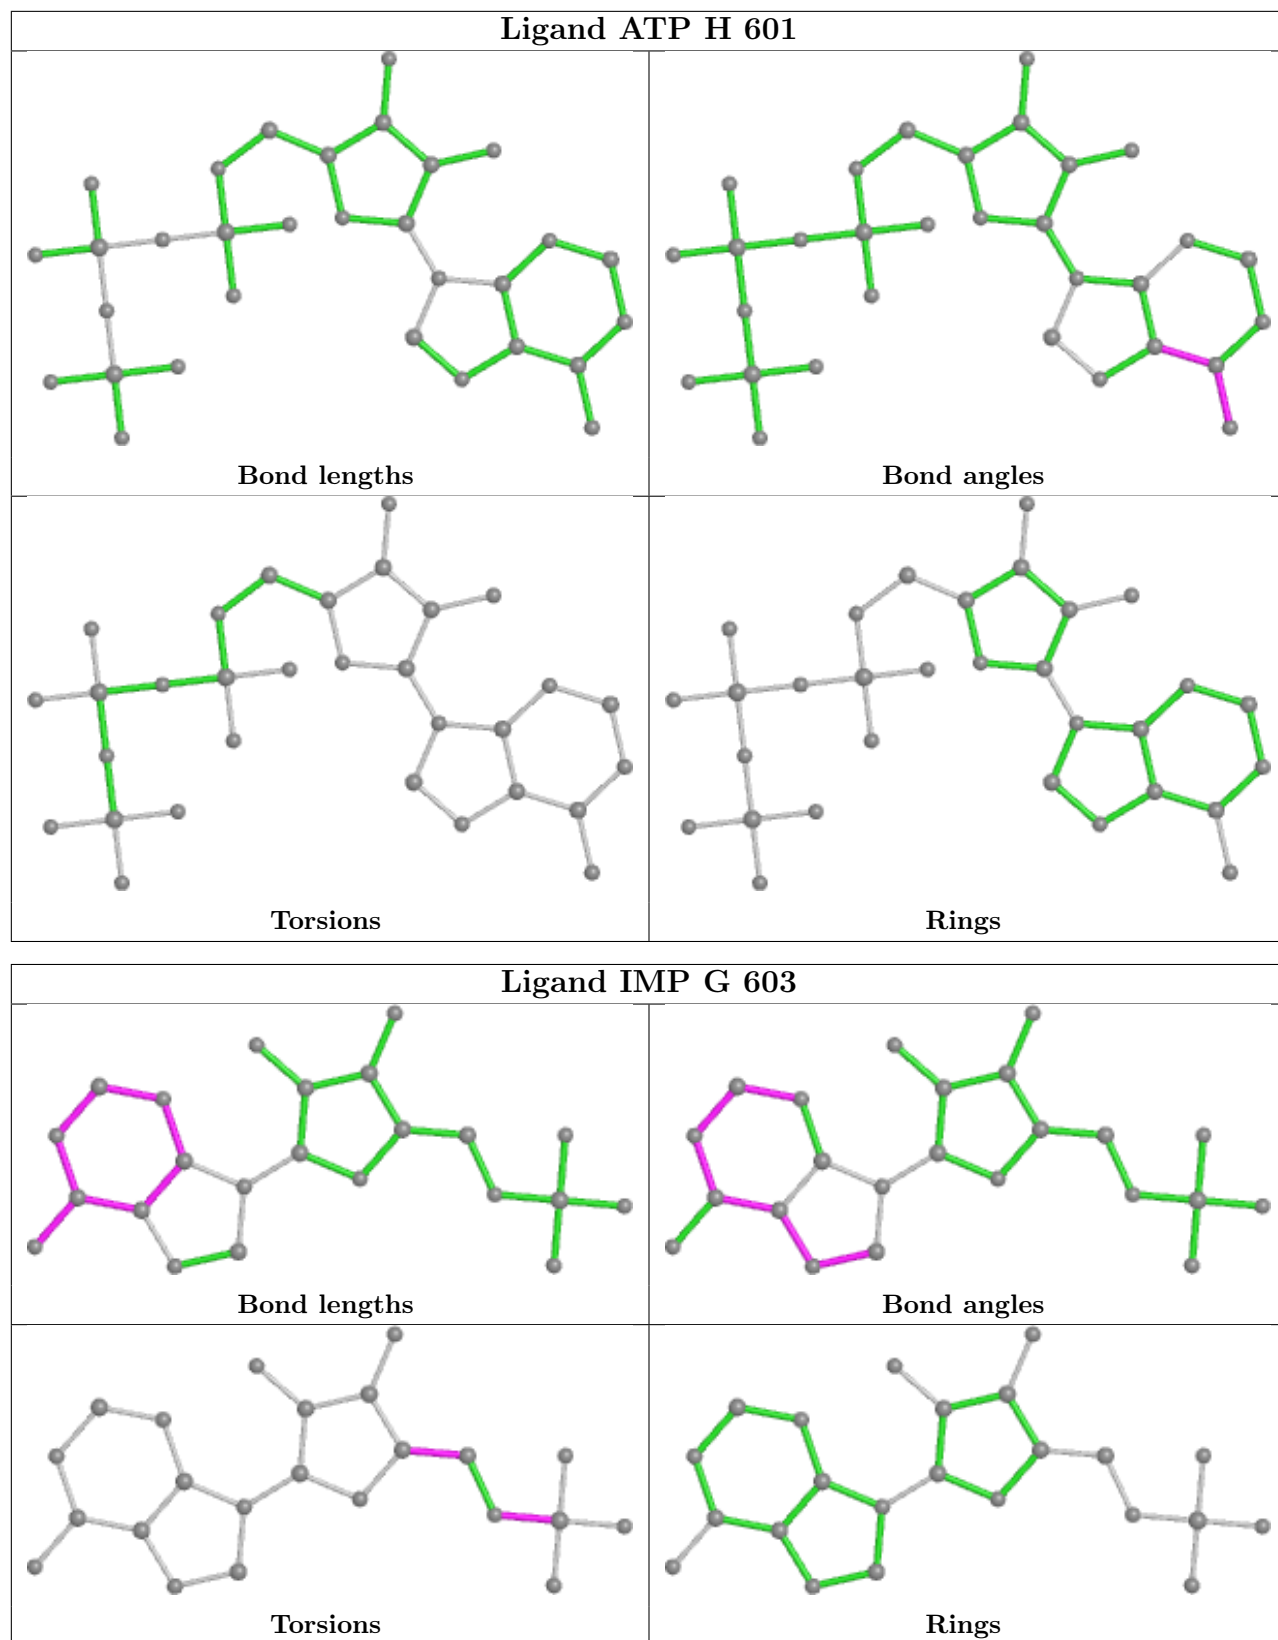 Ligand ATP H 601
Bond lengths
Bond angles
Torsions
Rings
Ligand IMP G 603
Bond lengths
Bond angles
Torsions
Rings